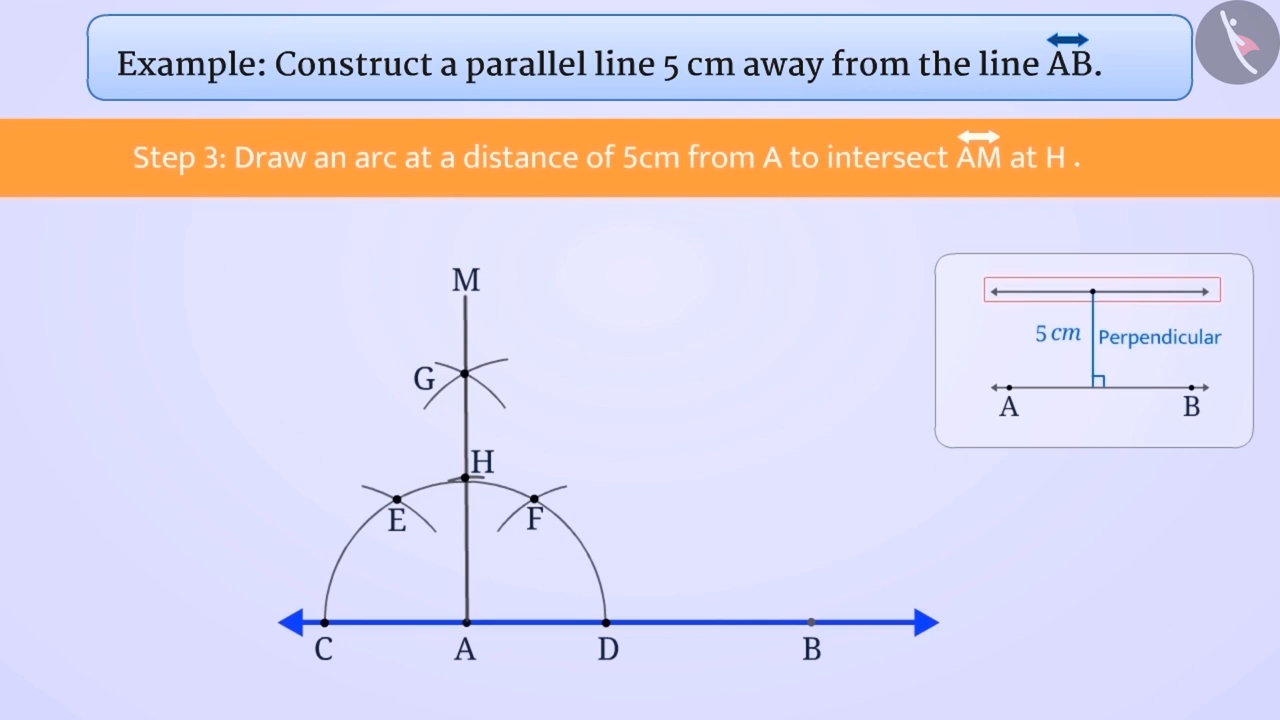 Example: Construct a parallel line 5 cm away from the line AB.
Step 3: Draw an arc at a distance of 5cm from A to intersect AM at H .
M
G
H
E F
C A D B
5 cm Perpendicular
A B